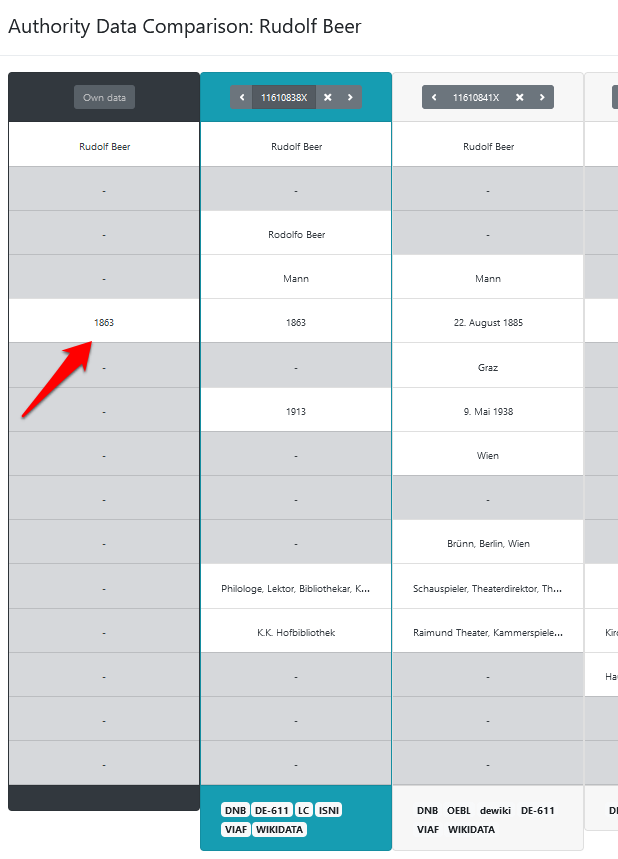 Authority Data Comparison: Rudolf Beer
Own data 11610838X 11610841X
Rudolf Beer Rudolf Beer Rudolf Beer
- - -
- Rodolfo Beer -
- Mann Mann
1863 1863 22. August 1885
- - Graz
- 1913 9. Mai 1938
- - Wien
- - -
- - Brünn, Berlin, Wien
- Philologe, Lektor, Bibliothekar, K... Schauspieler, Theaterdirektor, Th...
- K.K. Hofbibliothek Raimund Theater, Kammerspiele...
- - -
- - -
- - -
DNB DE-611 LC ISNI DNB OEBL dewiki DE-611
VIAF WIKIDATA VIAF WIKIDATA